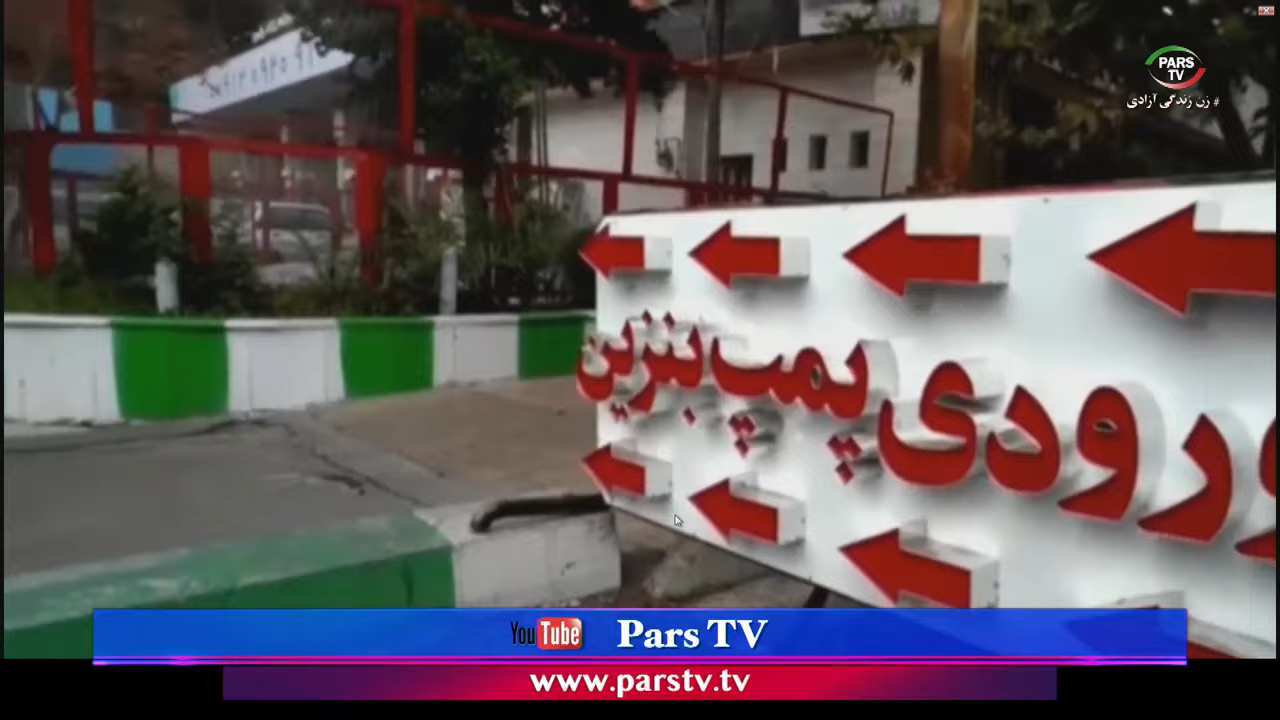 PARS
TV
# زن زندگی آزادی
ورودی پمپ بنزین
You Tube Pars TV
www.parstv.tv